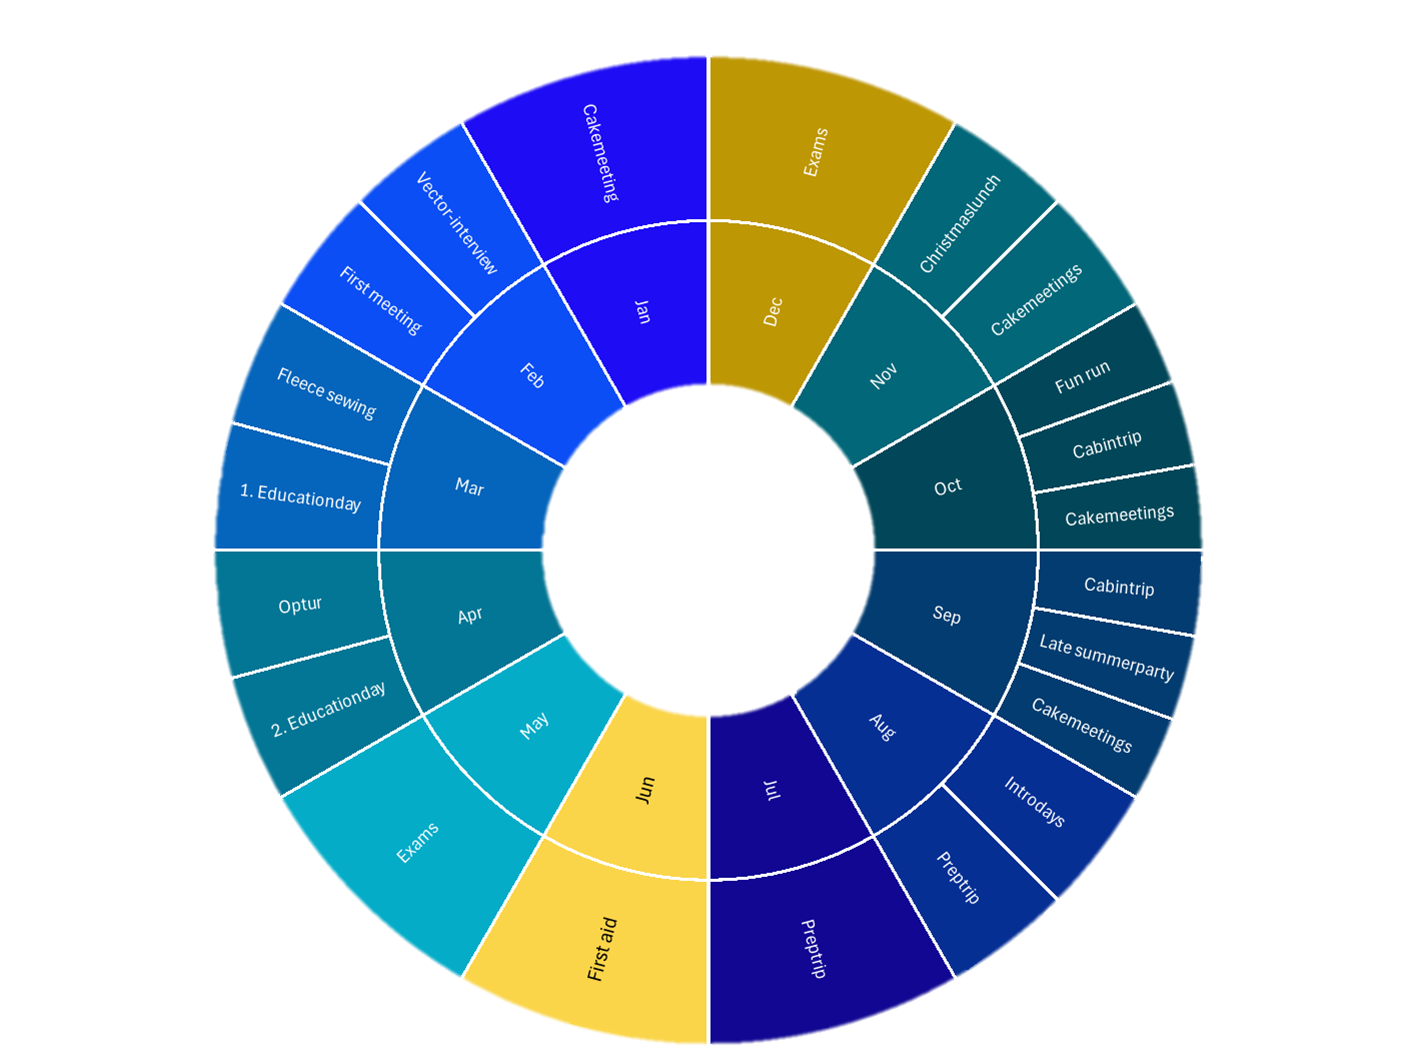 Jan
Cakemeeting
Feb
Vector-interview
First meeting
Mar
Fleece sewing
1. Educationday
Apr
Optur
2. Educationday
May
Exams
Jun
First aid
Jul
Preptrip
Aug
Preptrip
Introdays
Sep
Cakemeetings
Late summerparty
Cabintrip
Oct
Cakemeetings
Cabintrip
Fun run
Nov
Cakemeetings
Christmaslunch
Dec
Exams